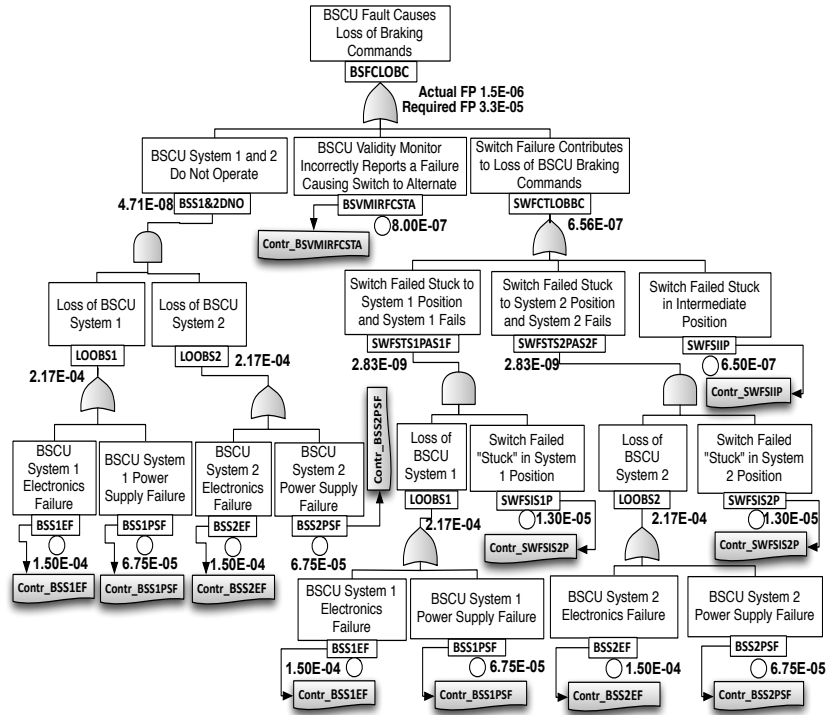 BSCU Fault Causes
Loss of Braking
Commands
BSFCLOBC
Actual FP 1.5E-06
Required FP 3.3E-05
BSCU System 1 and 2
Do Not Operate
4.71E-08
BSS1&2DNO
BSCU Validity Monitor
Incorrectly Reports a Failure
Causing Switch to Alternate
BSVMIRFCSTA
8.00E-07
Contr_BSVMIRFCSTA
Switch Failure Contributes
to Loss of BSCU Braking
Commands
SWFCTLOBBC
6.56E-07
Loss of BSCU
System 1
LOOBS1
2.17E-04
Loss of BSCU
System 2
LOOBS2
2.17E-04
Switch Failed Stuck to
System 1 Position
and System 1 Fails
SWFSTS1PAS1F
2.83E-09
Switch Failed Stuck
to System 2 Position
and System 2 Fails
SWFSTS2PAS2F
2.83E-09
Switch Failed Stuck
in Intermediate
Position
SWFSIIP
6.50E-07
Contr_SWFSIIP
BSCU
System 1
Electronics
Failure
BSS1EF
1.50E-04
Contr_BSS1EF
BSCU System
1 Power
Supply Failure
BSS1PSF
6.75E-05
Contr_BSS1PSF
BSCU
System 2
Electronics
Failure
BSS2EF
1.50E-04
Contr_BSS2EF
BSCU
System 2
Power Supply
Failure
BSS2PSF
6.75E-05
Contr_BSS2PSF
Loss of
BSCU
System 1
LOOBS1
2.17E-04
Switch Failed
"Stuck" in System
1 Position
SWFSIS1P
1.30E-05
Contr_SWFSIS2P
Loss of
BSCU
System 2
LOOBS2
2.17E-04
Switch Failed
"Stuck" in System
2 Position
SWFSIS2P
1.30E-05
Contr_SWFSIS2P
BSCU System 1
Electronics
Failure
BSS1EF
1.50E-04
Contr_BSS1EF
BSCU System 1
Power Supply Failure
BSS1PSF
6.75E-05
Contr_BSS1PSF
BSCU System 2
Electronics Failure
BSS2EF
1.50E-04
Contr_BSS2EF
BSCU System 2
Power Supply Failure
BSS2PSF
6.75E-05
Contr_BSS2PSF